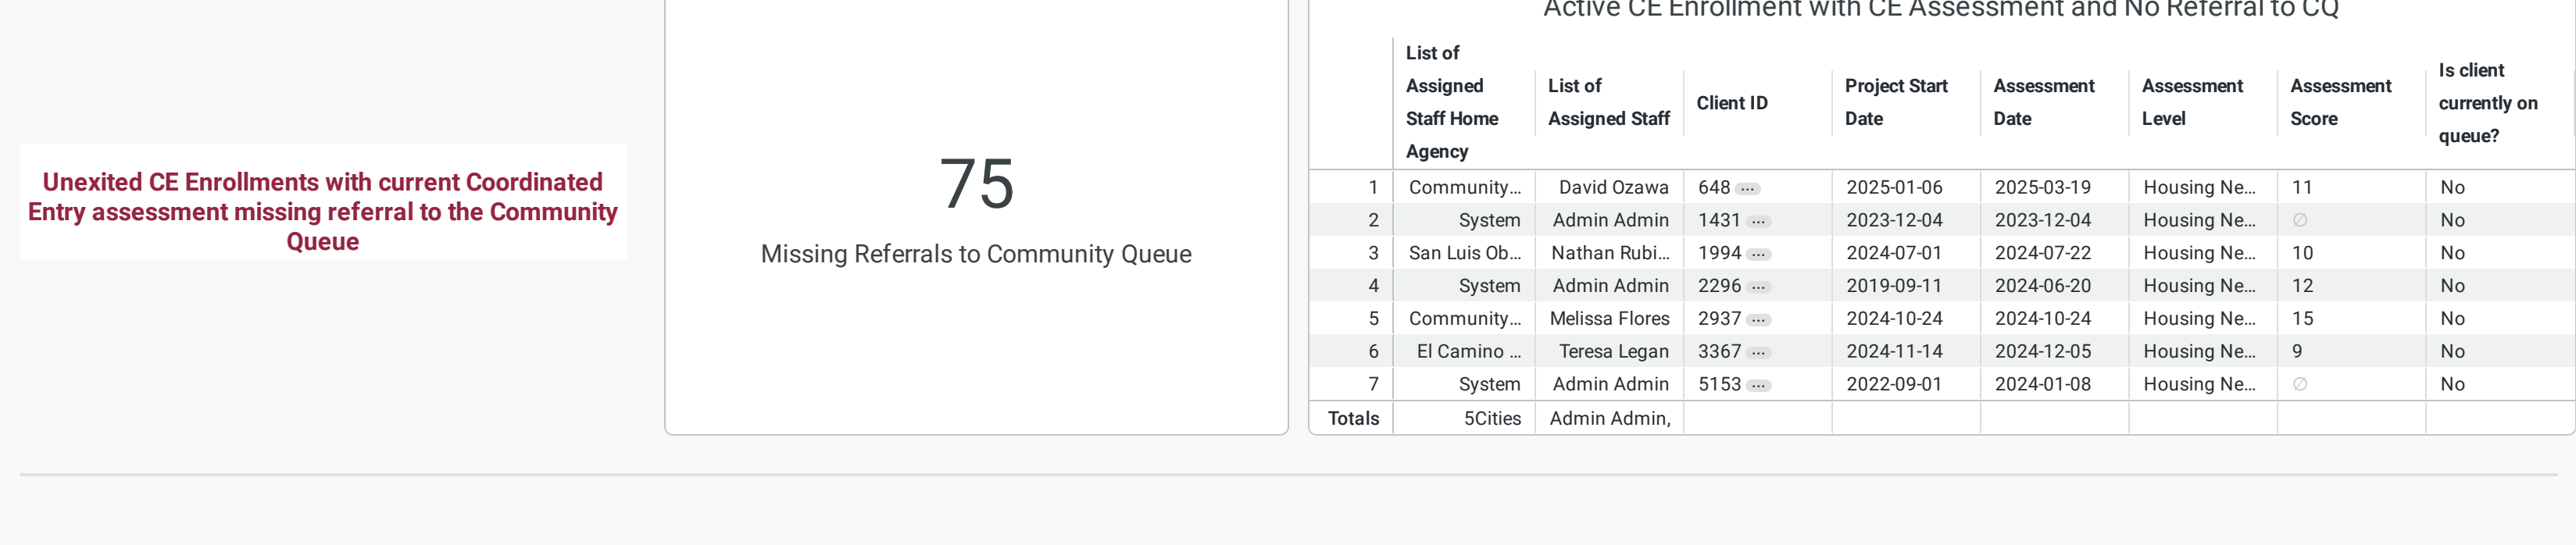 Unexited CE Enrollments with current Coordinated
Entry assessment missing referral to the Community
Queue
75
Missing Referrals to Community Queue
Active CE Enrollment with CE Assessment and No Referral to CQ
List of Assigned Staff Home Agency List of Assigned Staff Client ID Project Start Date Assessment Date Assessment Level Assessment Score Is client currently on queue?
1 Community... David Ozawa 648 ... 2025-01-06 2025-03-19 Housing Ne... 11 No
2 System Admin Admin 1431 ... 2023-12-04 2023-12-04 Housing Ne... ∅ No
3 San Luis Ob... Nathan Rubi... 1994 ... 2024-07-01 2024-07-22 Housing Ne... 10 No
4 System Admin Admin 2296 ... 2019-09-11 2024-06-20 Housing Ne... 12 No
5 Community... Melissa Flores 2937 ... 2024-10-24 2024-10-24 Housing Ne... 15 No
6 El Camino ... Teresa Legan 3367 ... 2024-11-14 2024-12-05 Housing Ne... 9 No
7 System Admin Admin 5153 ... 2022-09-01 2024-01-08 Housing Ne... ∅ No
Totals 5Cities Admin Admin,